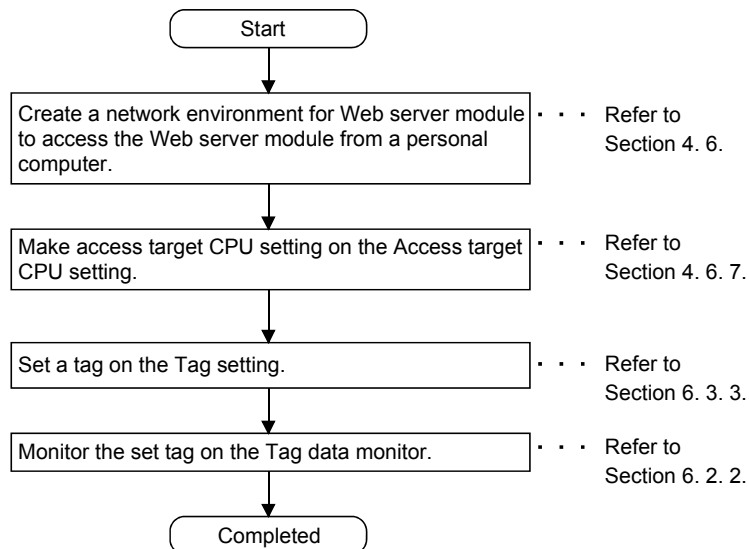 Start
Create a network environment for Web server module
to access the Web server module from a personal
computer.
. . . Refer to
Section 4. 6.
Make access target CPU setting on the Access target
CPU setting.
. . . Refer to
Section 4. 6. 7.
Set a tag on the Tag setting.
. . . Refer to
Section 6. 3. 3.
Monitor the set tag on the Tag data monitor.
. . . Refer to
Section 6. 2. 2.
Completed